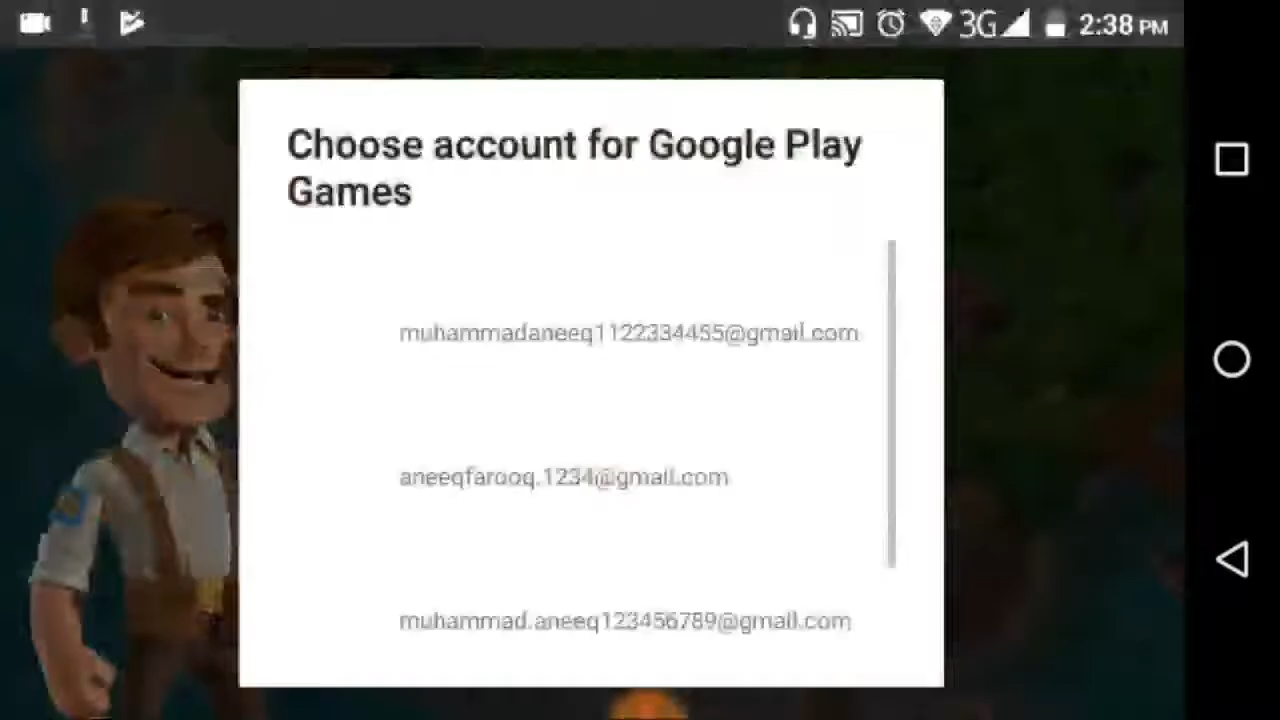 3G 2:38 PM
Choose account for Google Play
Games
muhammadaneeq1122334455@gmail.com
aneeqfarooq.1234@gmail.com
muhammad.aneeq123456789@gmail.com